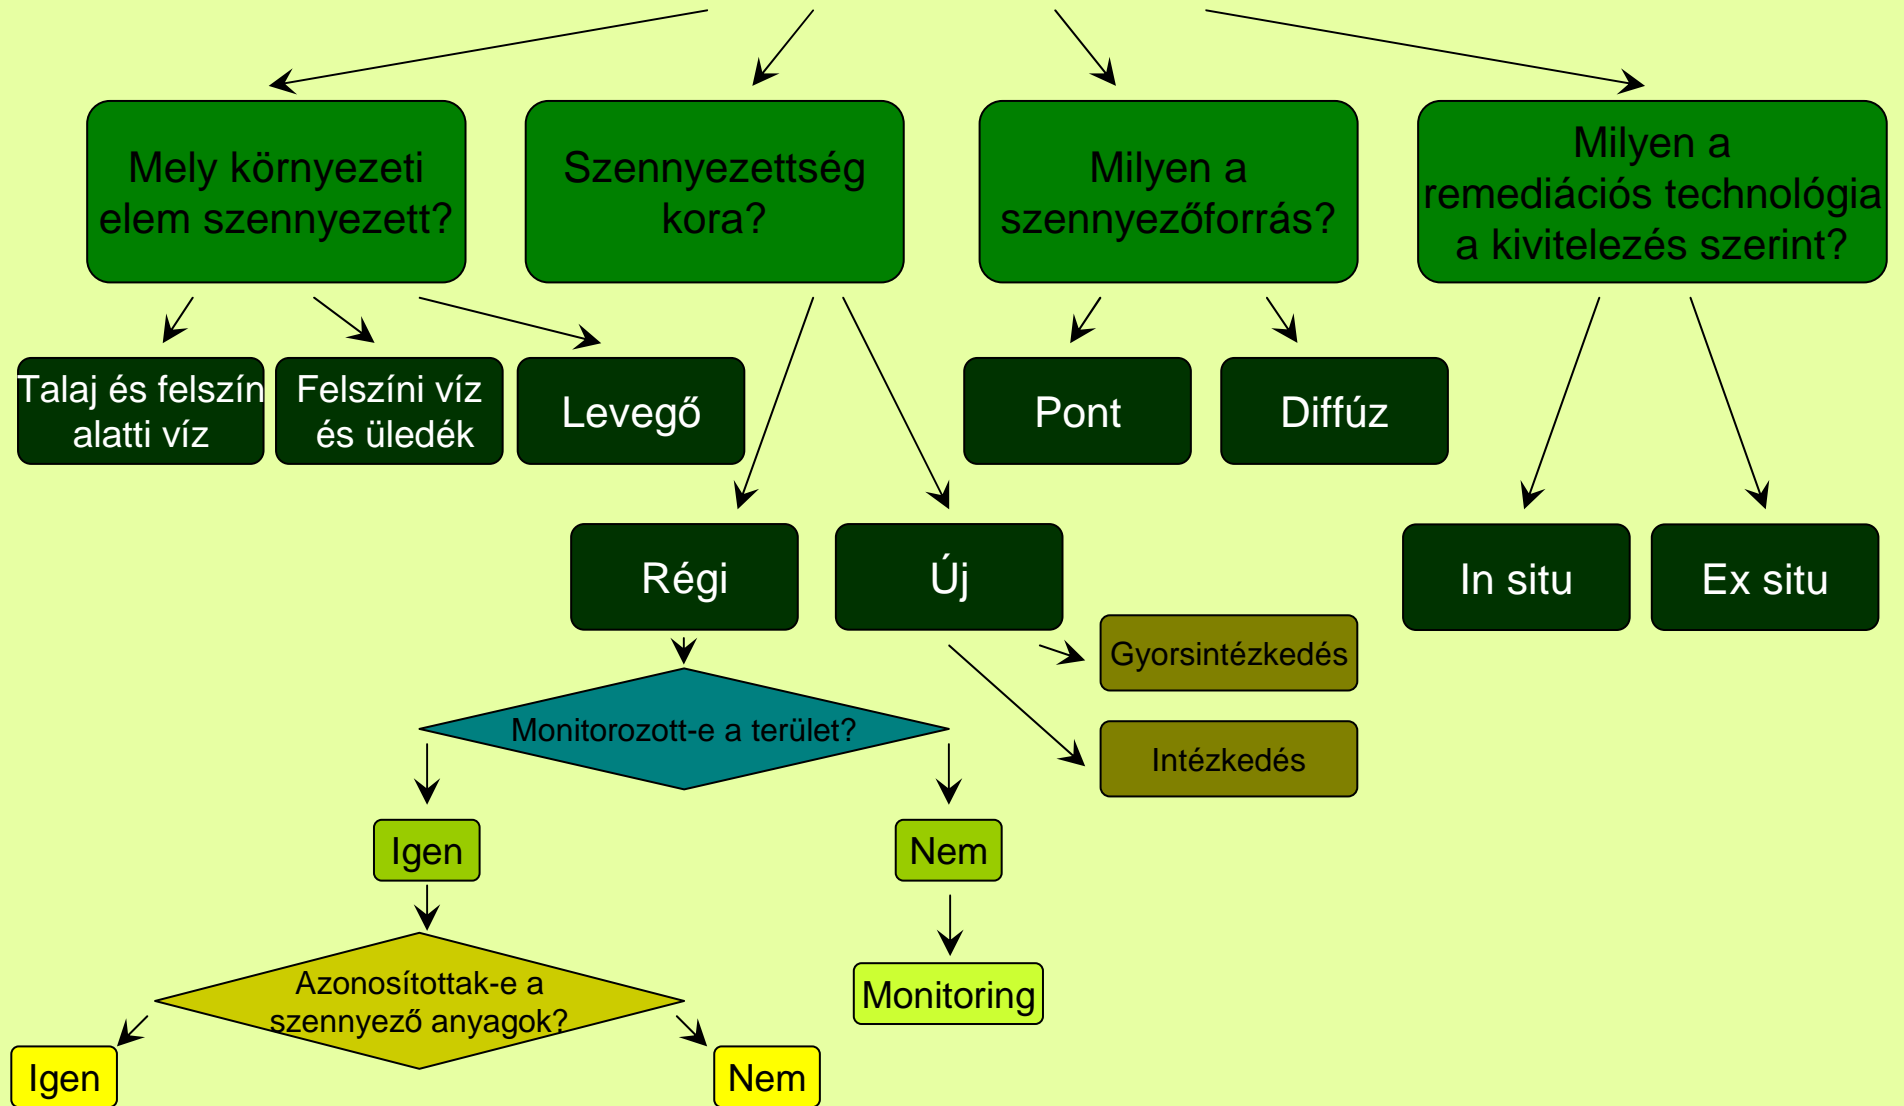 Mely környezeti
elem szennyezett?
Szennyezettség
kora?
Milyen a
szennyezőforrás?
Milyen a
remediációs technológia
a kivitelezés szerint?
Talaj és felszín
alatti víz
Felszíni víz
és üledék
Levegő
Pont
Diffúz
Régi
Új
In situ
Ex situ
Gyorsintézkedés
Monitorozott-e a terület?
Intézkedés
Igen
Nem
Azonosítottak-e a
szennyező anyagok?
Monitoring
Igen
Nem